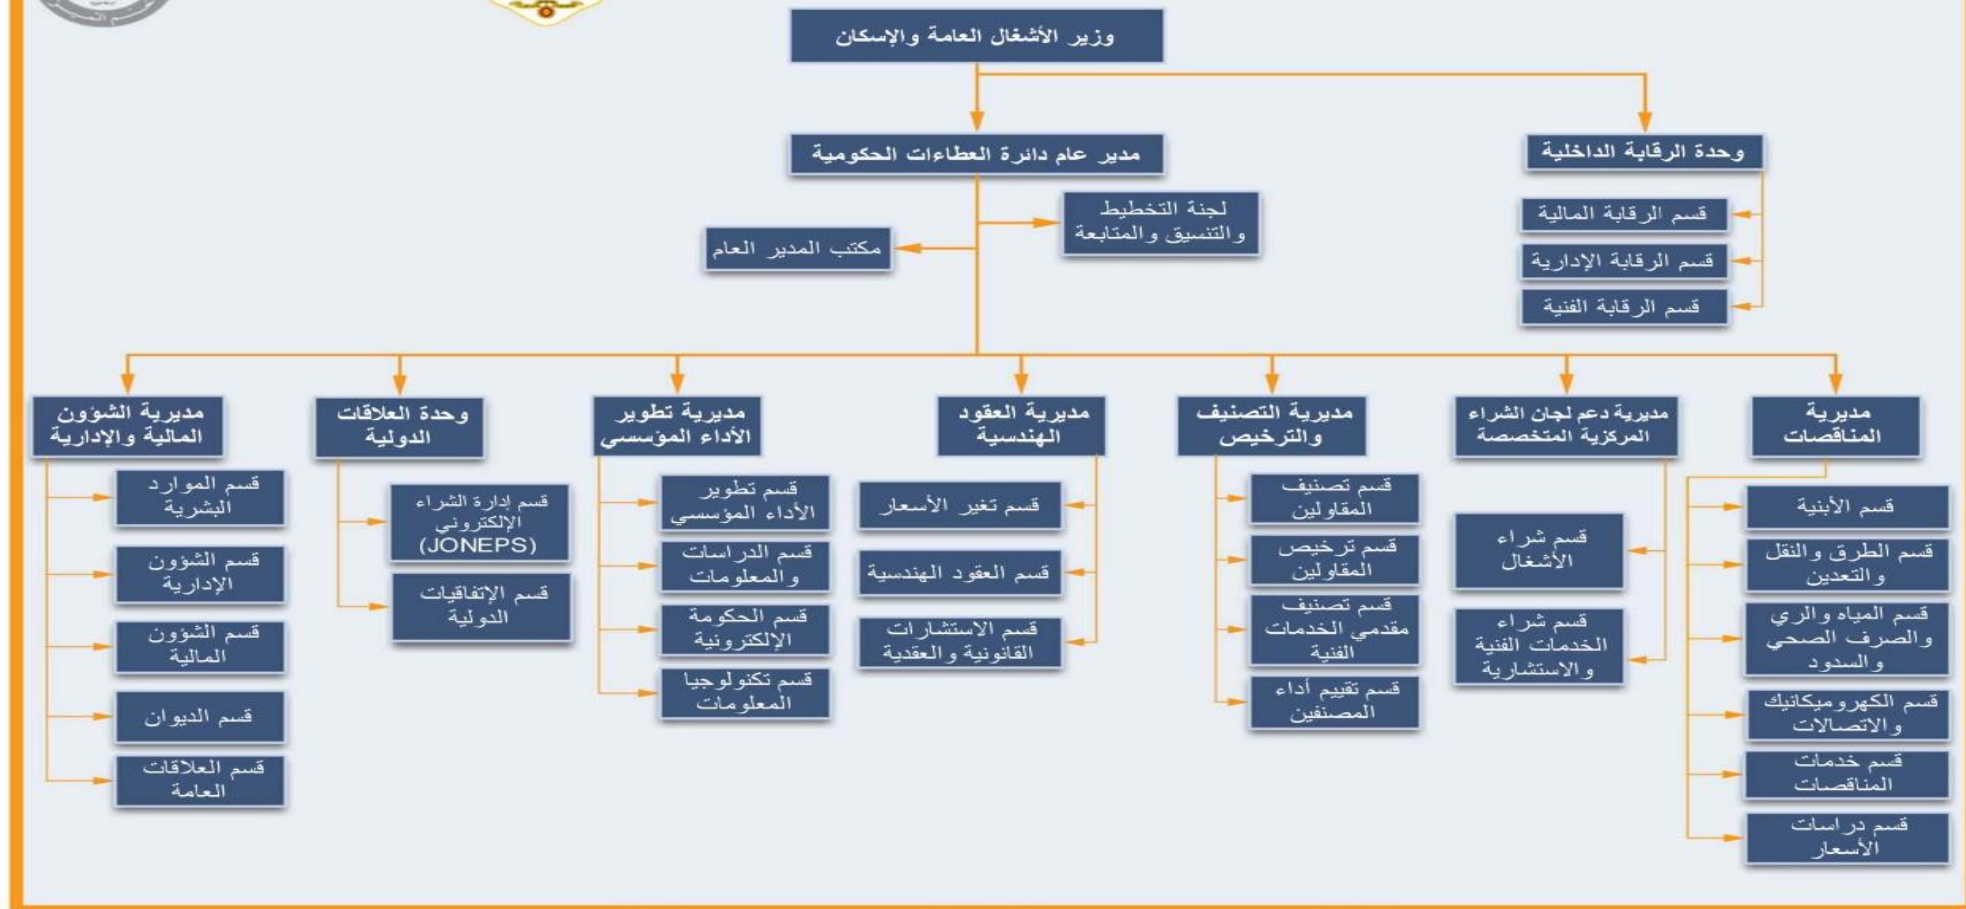 وزير الأشغال العامة والإسكان
مدير عام دائرة العطاءات الحكومية
وحدة الرقابة الداخلية
قسم الرقابة المالية
قسم الرقابة الإدارية
قسم الرقابة الفنية
لجنة التخطيط
والتنسيق والمتابعة
مكتب المدير العام
مديرية
المناقصات
قسم الأبنية
قسم الطرق والنقل
والتعدين
قسم المياه والري
والصرف الصحي
والسدود
قسم الكهروميكانيك
والاتصالات
قسم خدمات
المناقصات
قسم دراسات
الأسعار
مديرية دعم لجان الشراء
المركزية المتخصصة
قسم شراء
الأشغال
قسم شراء
الخدمات الفنية
والاستشارية
مديرية التصنيف
والترخيص
قسم تصنيف
المقاولين
قسم ترخيص
المقاولين
قسم تصنيف
مقدمي الخدمات
الفنية
قسم تقييم أداء
المصنفين
مديرية العقود
الهندسية
قسم تغير الأسعار
قسم العقود الهندسية
قسم الاستشارات
القانونية والعقدية
مديرية تطوير
الأداء المؤسسي
قسم تطوير
الأداء المؤسسي
قسم الدراسات
والمعلومات
قسم الحكومة
الإلكترونية
قسم تكنولوجيا
المعلومات
وحدة العلاقات
الدولية
قسم إدارة الشراء
الإلكتروني
(JONEPS)
قسم الإتفاقيات
الدولية
مديرية الشؤون
المالية والإدارية
قسم الموارد
البشرية
قسم الشؤون
الإدارية
قسم الشؤون
المالية
قسم الديوان
قسم العلاقات
العامة